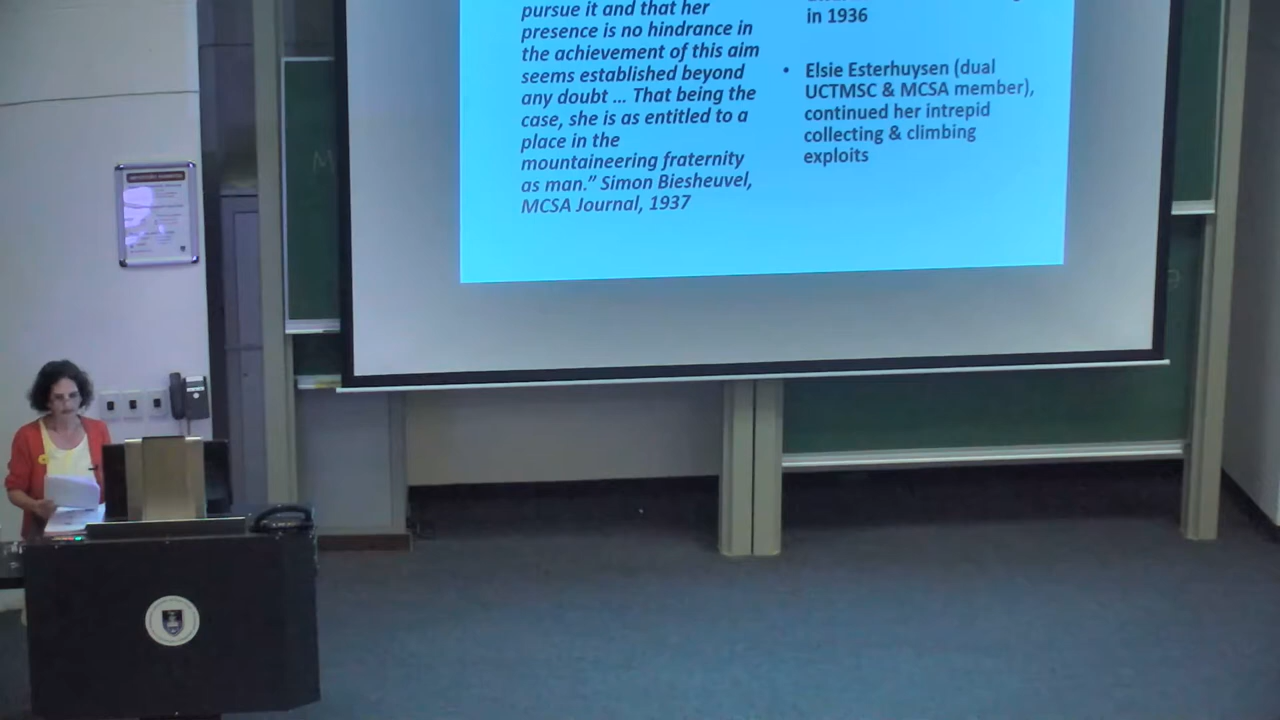 pursue it and that her
presence is no hindrance in
the achievement of this aim
seems established beyond
any doubt ... That being the
case, she is as entitled to a
place in the
mountaineering fraternity
as man.” Simon Biesheuvel,
MCSA Journal, 1937
in 1936
• Elsie Esterhuysen (dual
UCTMSC & MCSA member),
continued her intrepid
collecting & climbing
exploits